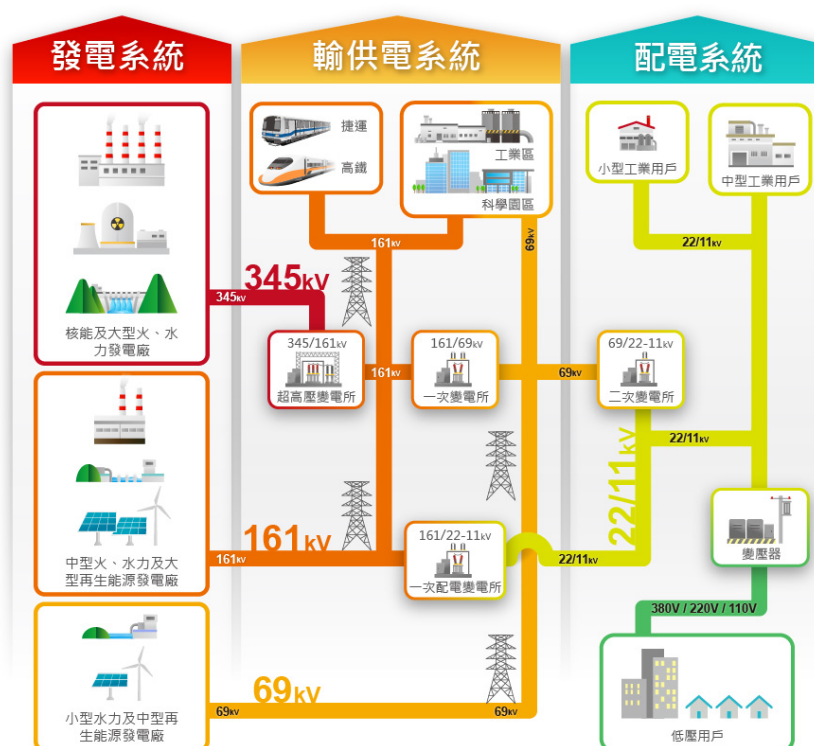 發電系統
輸供電系統
配電系統
核能及大型火、水
力發電廠
中型火、水力及大
型再生能源發電廠
小型水力及中型再
生能源發電廠
捷運
高鐵
工業區
科學園區
161kv
69kv
345kV
345kv
345/161kv
超高壓變電所
161kv
161/69kv
一次變電所
69kv
69/22-11kv
二次變電所
161kV
161kv
161/22-11kv
一次配電變電所
22/11kv
22/11kV
69kV
69kv
69kv
小型工業用戶
中型工業用戶
22/11kv
22/11kv
變壓器
380V / 220V / 110V
低壓用戶